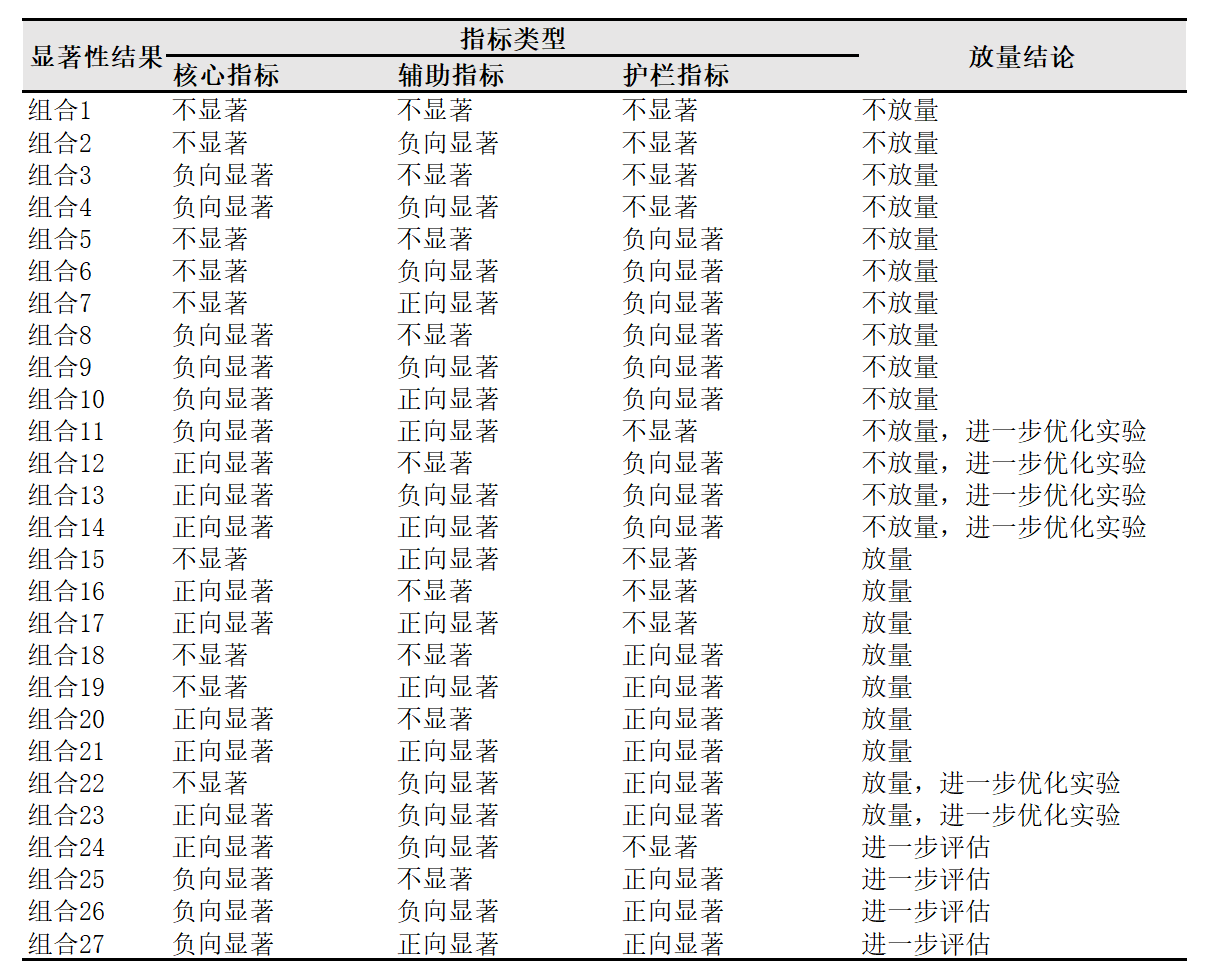 显著性结果 指标类型 放量结论
核心指标 辅助指标 护栏指标
组合1 不显著 不显著 不显著 不放量
组合2 不显著 负向显著 不显著 不放量
组合3 负向显著 不显著 不显著 不放量
组合4 负向显著 负向显著 不显著 不放量
组合5 不显著 不显著 负向显著 不放量
组合6 不显著 负向显著 负向显著 不放量
组合7 不显著 正向显著 负向显著 不放量
组合8 负向显著 不显著 负向显著 不放量
组合9 负向显著 负向显著 负向显著 不放量
组合10 负向显著 正向显著 负向显著 不放量
组合11 负向显著 正向显著 不显著 不放量，进一步优化实验
组合12 正向显著 不显著 负向显著 不放量，进一步优化实验
组合13 正向显著 负向显著 负向显著 不放量，进一步优化实验
组合14 正向显著 正向显著 负向显著 不放量，进一步优化实验
组合15 不显著 正向显著 不显著 放量
组合16 正向显著 不显著 不显著 放量
组合17 正向显著 正向显著 不显著 放量
组合18 不显著 不显著 正向显著 放量
组合19 不显著 正向显著 正向显著 放量
组合20 正向显著 不显著 正向显著 放量
组合21 正向显著 正向显著 正向显著 放量
组合22 不显著 负向显著 正向显著 放量，进一步优化实验
组合23 正向显著 负向显著 正向显著 放量，进一步优化实验
组合24 正向显著 负向显著 不显著 进一步评估
组合25 负向显著 不显著 正向显著 进一步评估
组合26 负向显著 负向显著 正向显著 进一步评估
组合27 负向显著 正向显著 正向显著 进一步评估